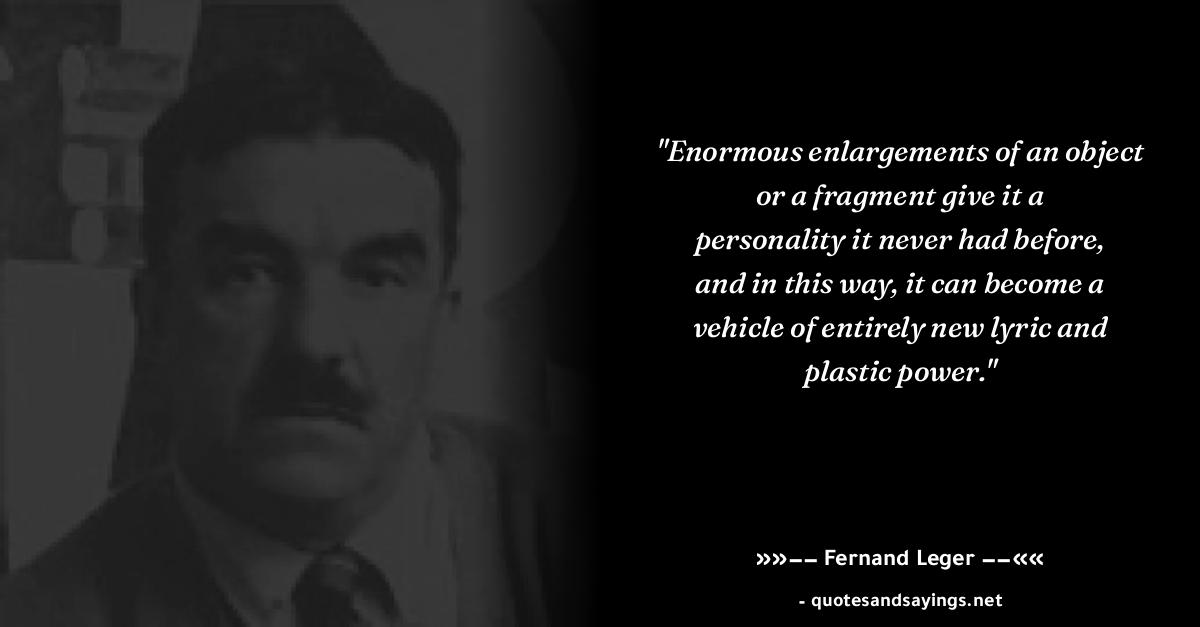 "Enormous enlargements of an object
or a fragment give it a
personality it never had before,
and in this way, it can become a
vehicle of entirely new lyric and
plastic power."
»»−− Fernand Leger −−««
- quotesandsayings.net